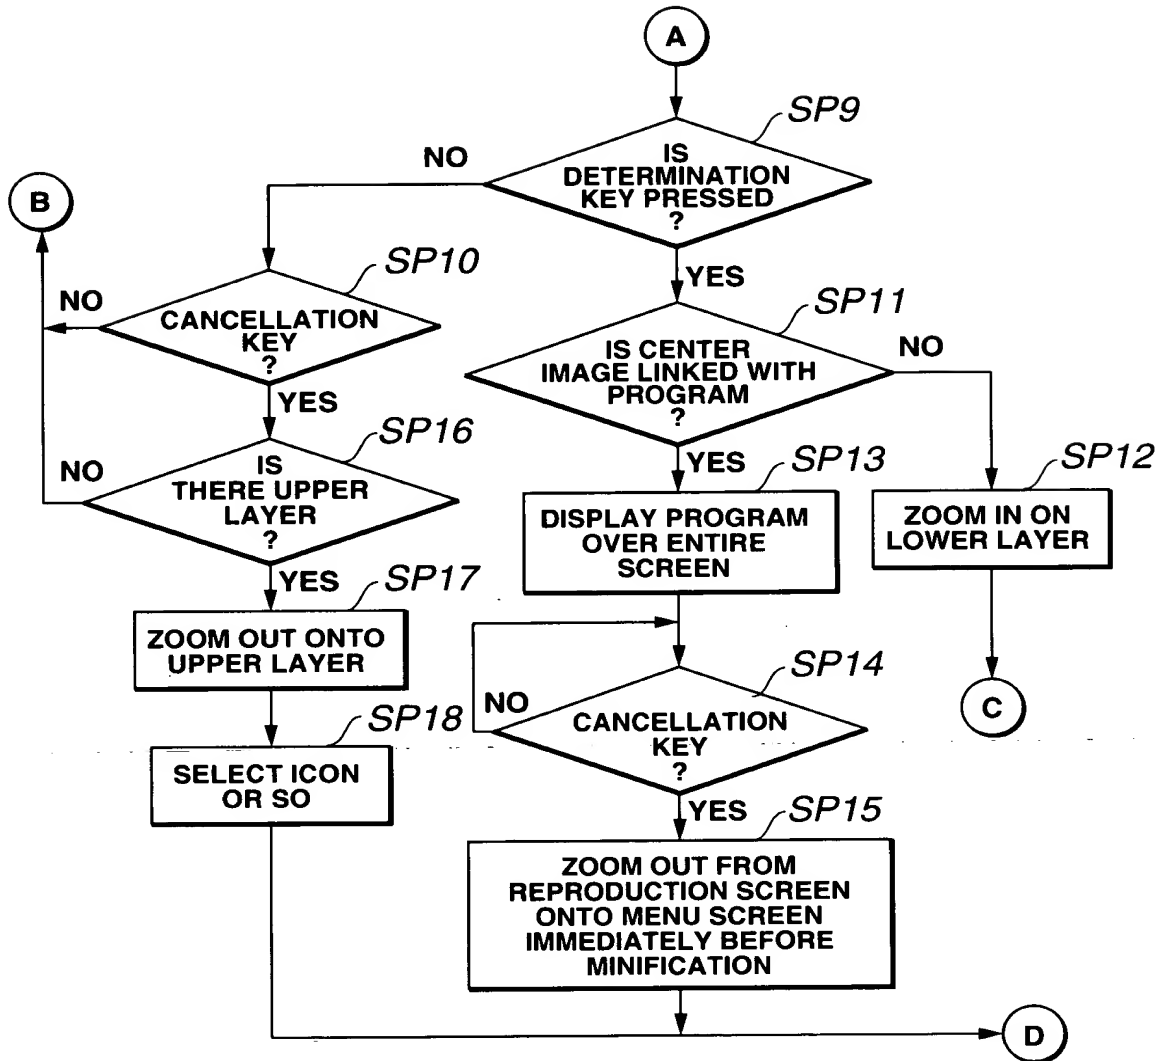 A
SP9
NO
IS
DETERMINATION
KEY PRESSED
?
B
YES
SP10
NO
CANCELLATION
KEY
?
SP11
IS CENTER
IMAGE LINKED WITH
PROGRAM
?
NO
YES
SP16
NO
IS
THERE UPPER
LAYER
?
YES
SP13
DISPLAY PROGRAM
OVER ENTIRE
SCREEN
SP12
ZOOM IN ON
LOWER LAYER
YES
SP17
ZOOM OUT ONTO
UPPER LAYER
SP14
NO
CANCELLATION
KEY
?
C
SP18
SELECT ICON
OR SO
YES
SP15
ZOOM OUT FROM
REPRODUCTION SCREEN
ONTO MENU SCREEN
IMMEDIATELY BEFORE
MINIFICATION
D